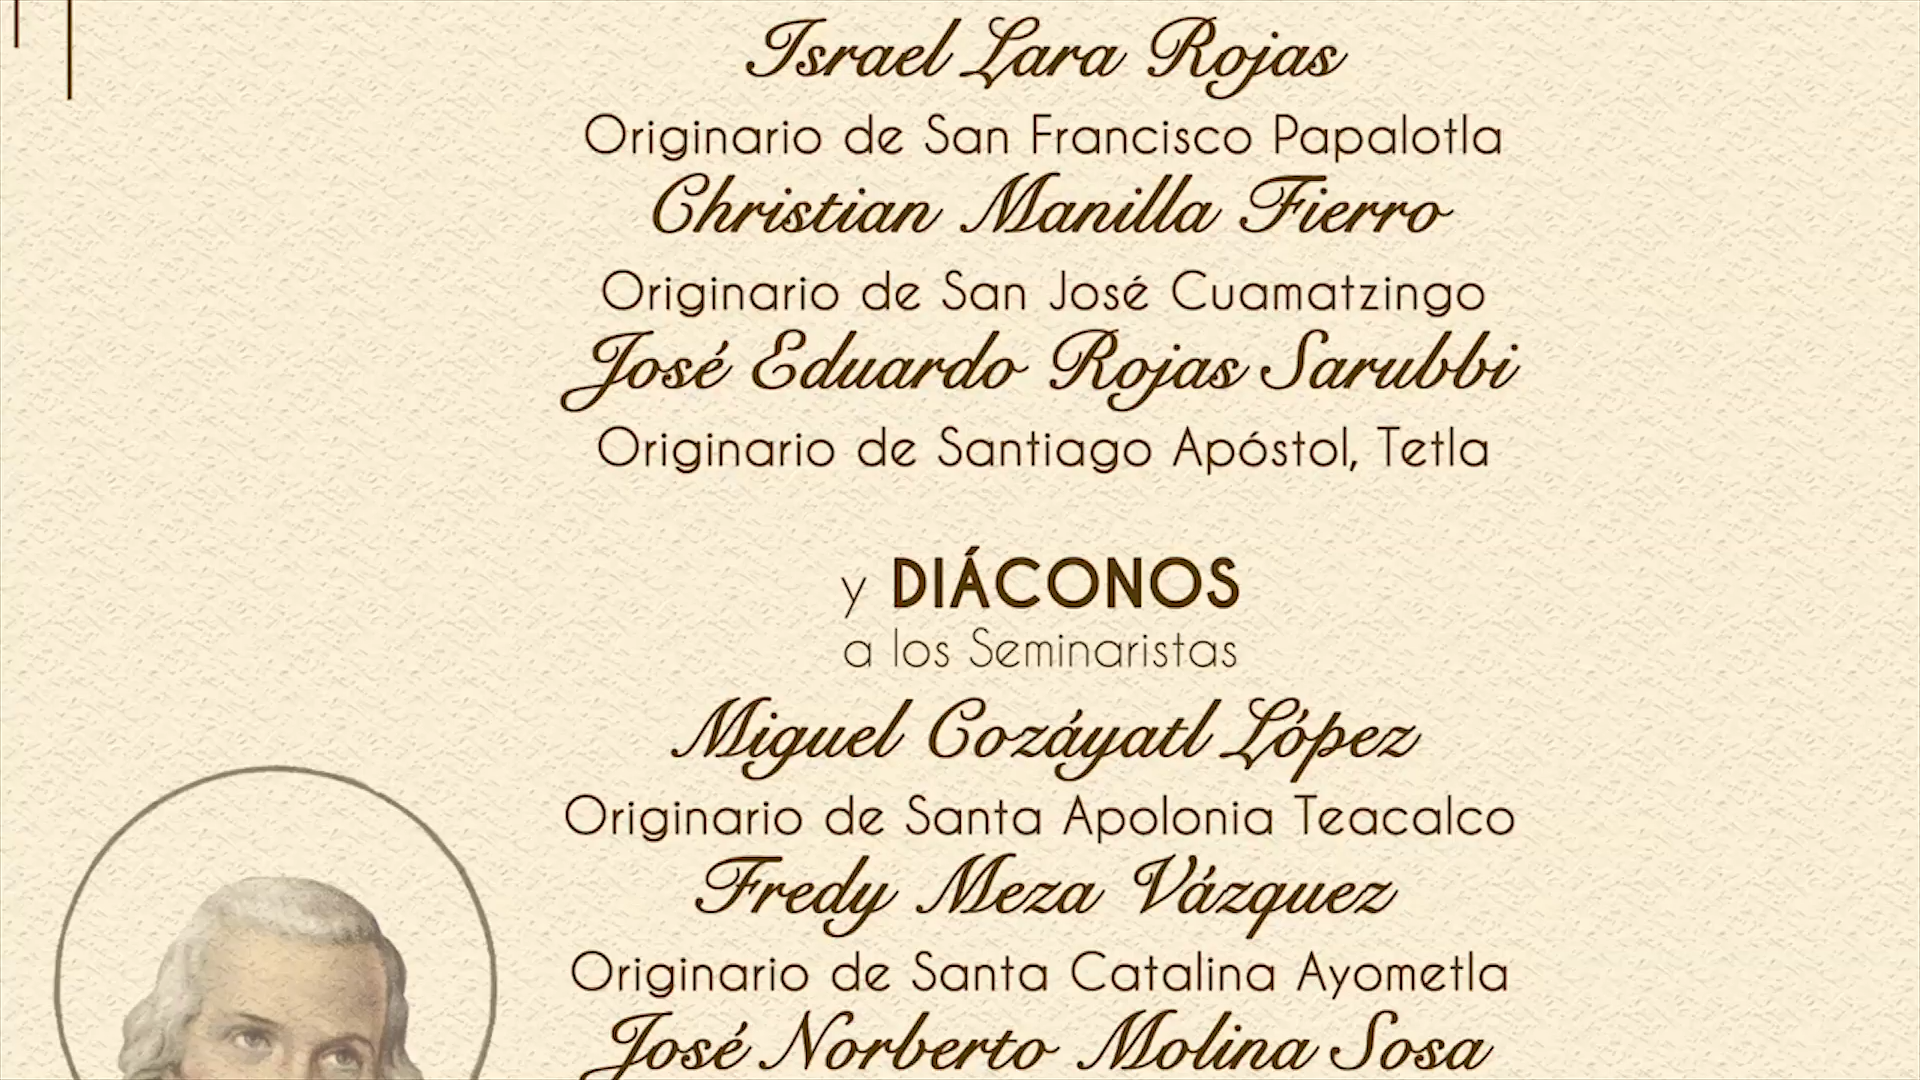 Israel Lara Rojas
Originario de San Francisco Papalotla
Christian Manilla Fierro
Originario de San José Cuamatzingo
José Eduardo Rojas Sarubbi
Originario de Santiago Apóstol, Tetla
y DIÁCONOS
a los Seminaristas
Miguel Cozáyatl López
Originario de Santa Apolonia Teacalco
Fredy Meza Vázquez
Originario de Santa Catalina Ayometla
José Norberto Molina Sosa